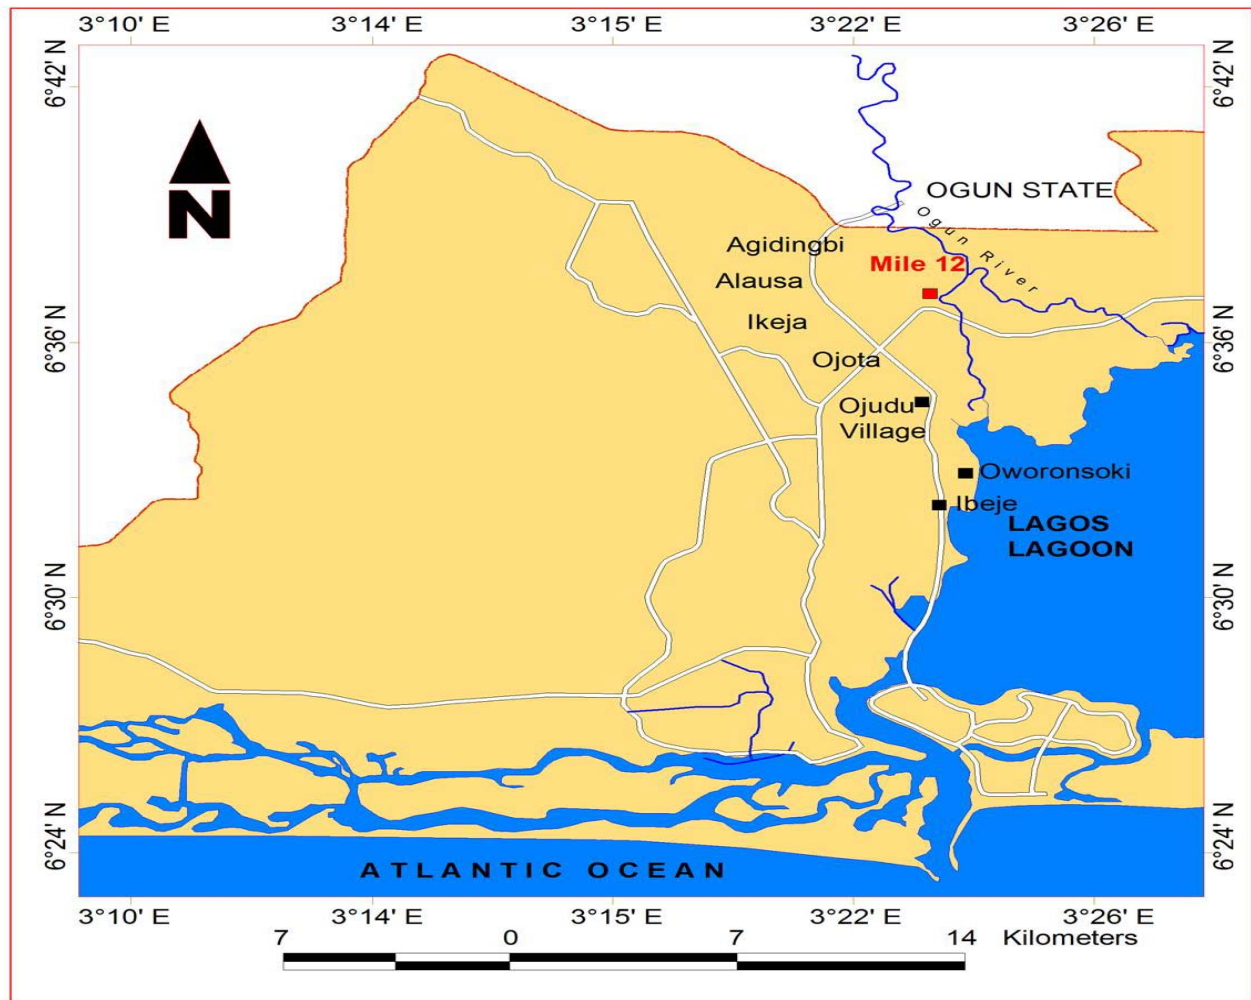 3°10' E 3°14' E 3°15' E 3°22' E 3°26' E
6°42' N
6°42' N
N
OGUN STATE
Ogun River
Agidingbi
Mile 12
Alausa
Ikeja
6°36' N
6°36' N
Ojota
Ojudu
Village
Oworonsoki
Ibeje
LAGOS
LAGOON
6°30' N
6°30' N
6°24' N
6°24' N
ATLANTIC OCEAN
3°10' E 3°14' E 3°15' E 3°22' E 3°26' E
7 0 7 14 Kilometers